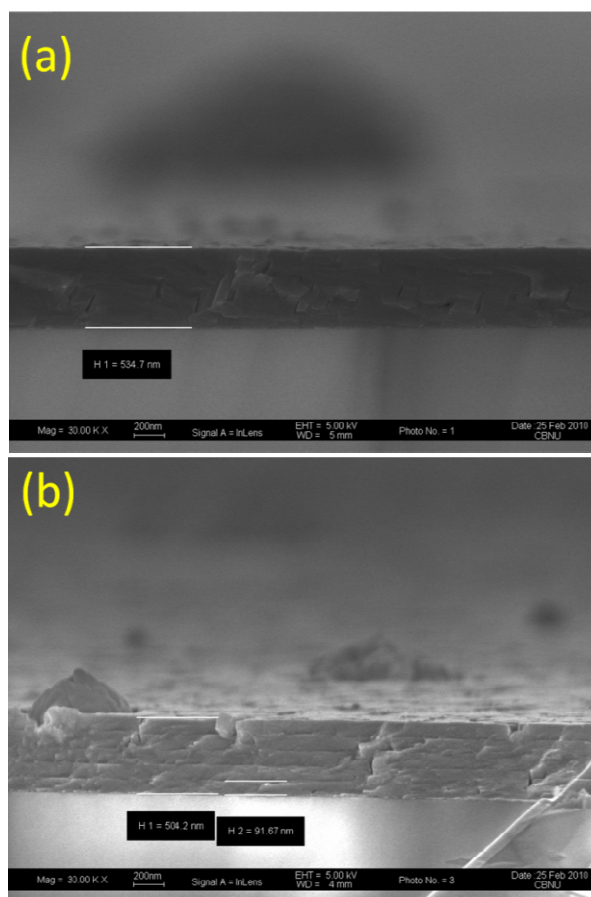 (a)
H 1 = 534.7 nm
Mag = 30.00 K X
200nm
Signal A = InLens
EHT = 5.00 kV
WD = 5 mm
Photo No. = 1
Date :25 Feb 2010
CBNU
(b)
H 1 = 504.2 nm
H 2 = 91.67 nm
Mag = 30.00 K X
200nm
Signal A = InLens
EHT = 5.00 kV
WD = 4 mm
Photo No. = 3
Date :25 Feb 2010
CBNU